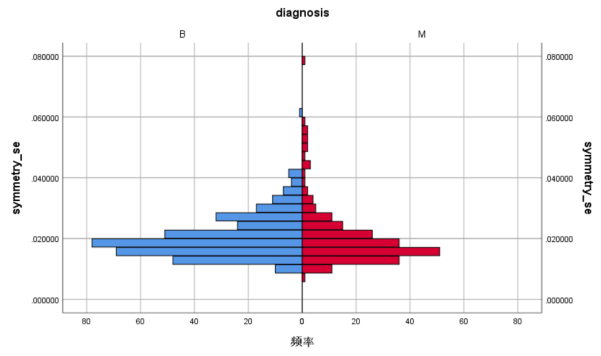 diagnosis
B M
.080000 .080000
.060000 .060000
.040000 .040000
.020000 .020000
.000000 .000000
symmetry_se
symmetry_se
80 60 40 20 0 20 40 60 80
頻率